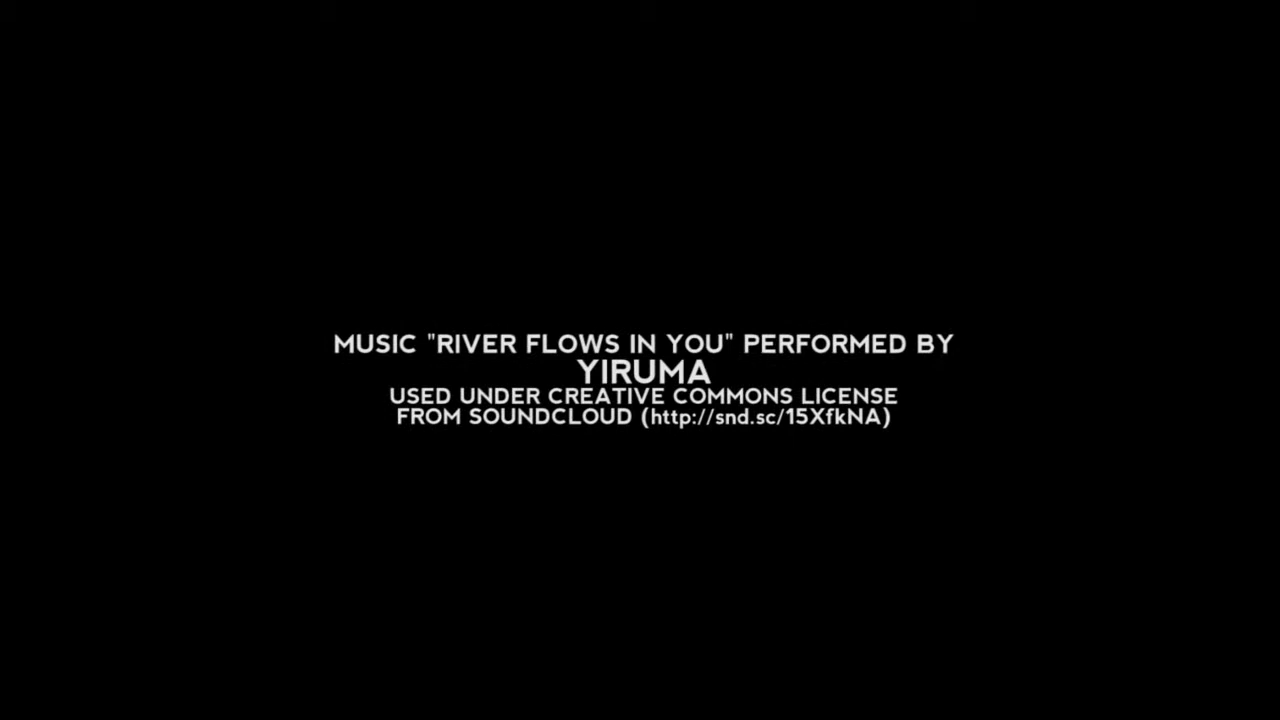 MUSIC "RIVER FLOWS IN YOU" PERFORMED BY
YIRUMA
USED UNDER CREATIVE COMMONS LICENSE
FROM SOUNDCLOUD (http://snd.sc/15XfkNA)